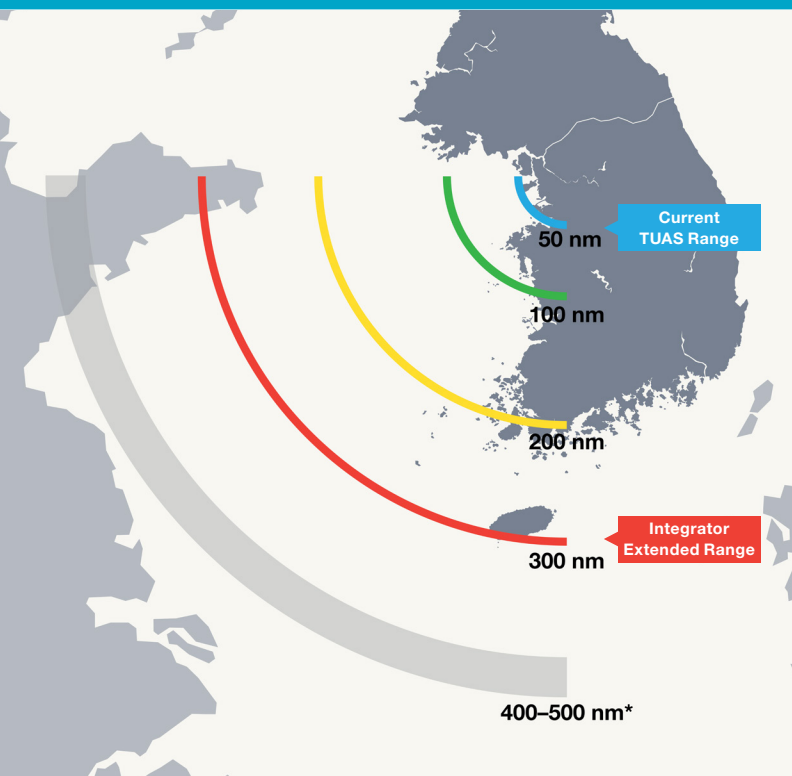 Current
TUAS Range
50 nm
100 nm
200 nm
Integrator
Extended Range
300 nm
400–500 nm*